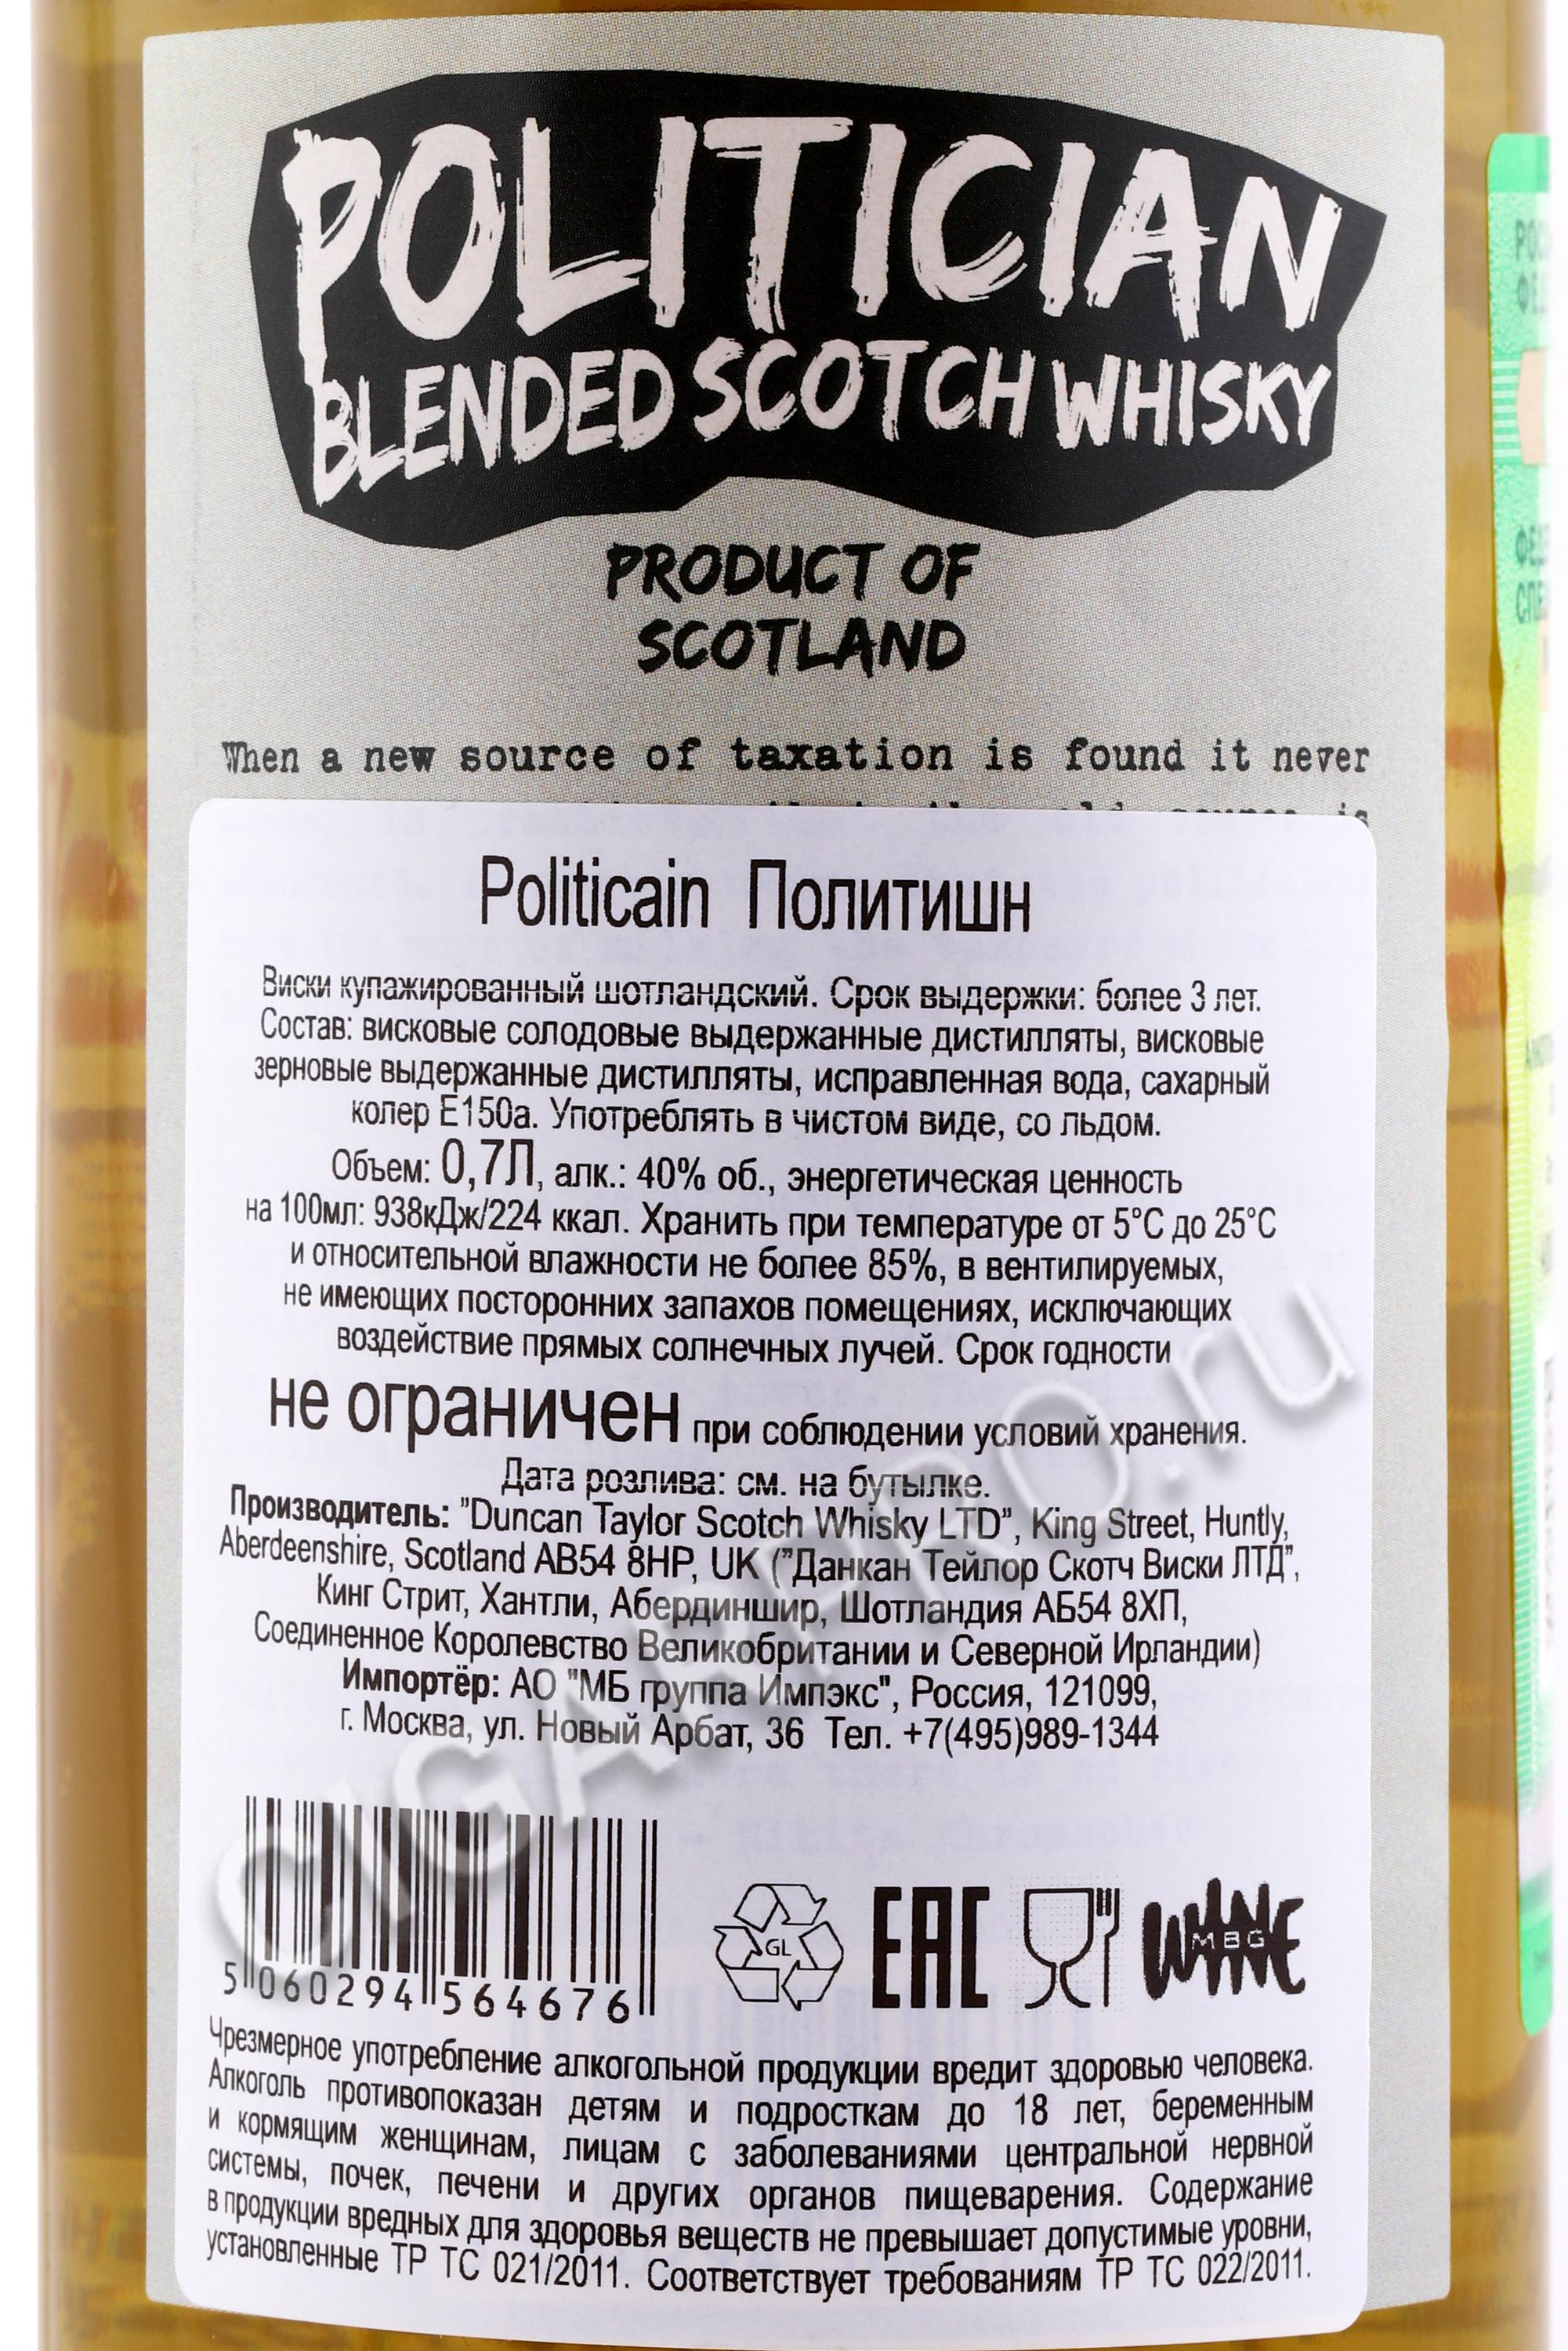 POLITICIAN
BLENDED SCOTCH WHISKY
PRODUCT OF
SCOTLAND
When a new source of taxation is found it never
Politicain Политишн
Виски купажированный шотландский. Срок выдержки: более 3 лет.
Состав: висковые солодовые выдержанные дистилляты, висковые
зерновые выдержанные дистилляты, исправленная вода, сахарный
колер Е150а. Употреблять в чистом виде, со льдом.
Объем: 0,7Л, алк.: 40% об., энергетическая ценность
на 100мл: 938кДж/224 ккал. Хранить при температуре от 5°С до 25°С
и относительной влажности не более 85%, в вентилируемых,
не имеющих посторонних запахов помещениях, исключающих
воздействие прямых солнечных лучей. Срок годности
не ограничен при соблюдении условий хранения.
Дата розлива: см. на бутылке.
Производитель: "Duncan Taylor Scotch Whisky LTD", King Street, Huntly,
Aberdeenshire, Scotland AB54 8HP, UK ("Данкан Тейлор Скотч Виски ЛТД",
Кинг Стрит, Хантли, Абердиншир, Шотландия АБ54 8ХП,
Соединенное Королевство Великобритании и Северной Ирландии)
Импортёр: АО "МБ группа Импэкс", Россия, 121099,
г. Москва, ул. Новый Арбат, 36 Тел. +7(495)989-1344
CIGARPRO.ru
5 060294 564676
GL
EAC
WINE
MBG
Чрезмерное употребление алкогольной продукции вредит здоровью человека.
Алкоголь противопоказан детям и подросткам до 18 лет, беременным
и кормящим женщинам, лицам с заболеваниями центральной нервной
системы, почек, печени и других органов пищеварения. Содержание
в продукции вредных для здоровья веществ не превышает допустимые уровни,
установленные ТР ТС 021/2011. Соответствует требованиям ТР ТС 022/2011.